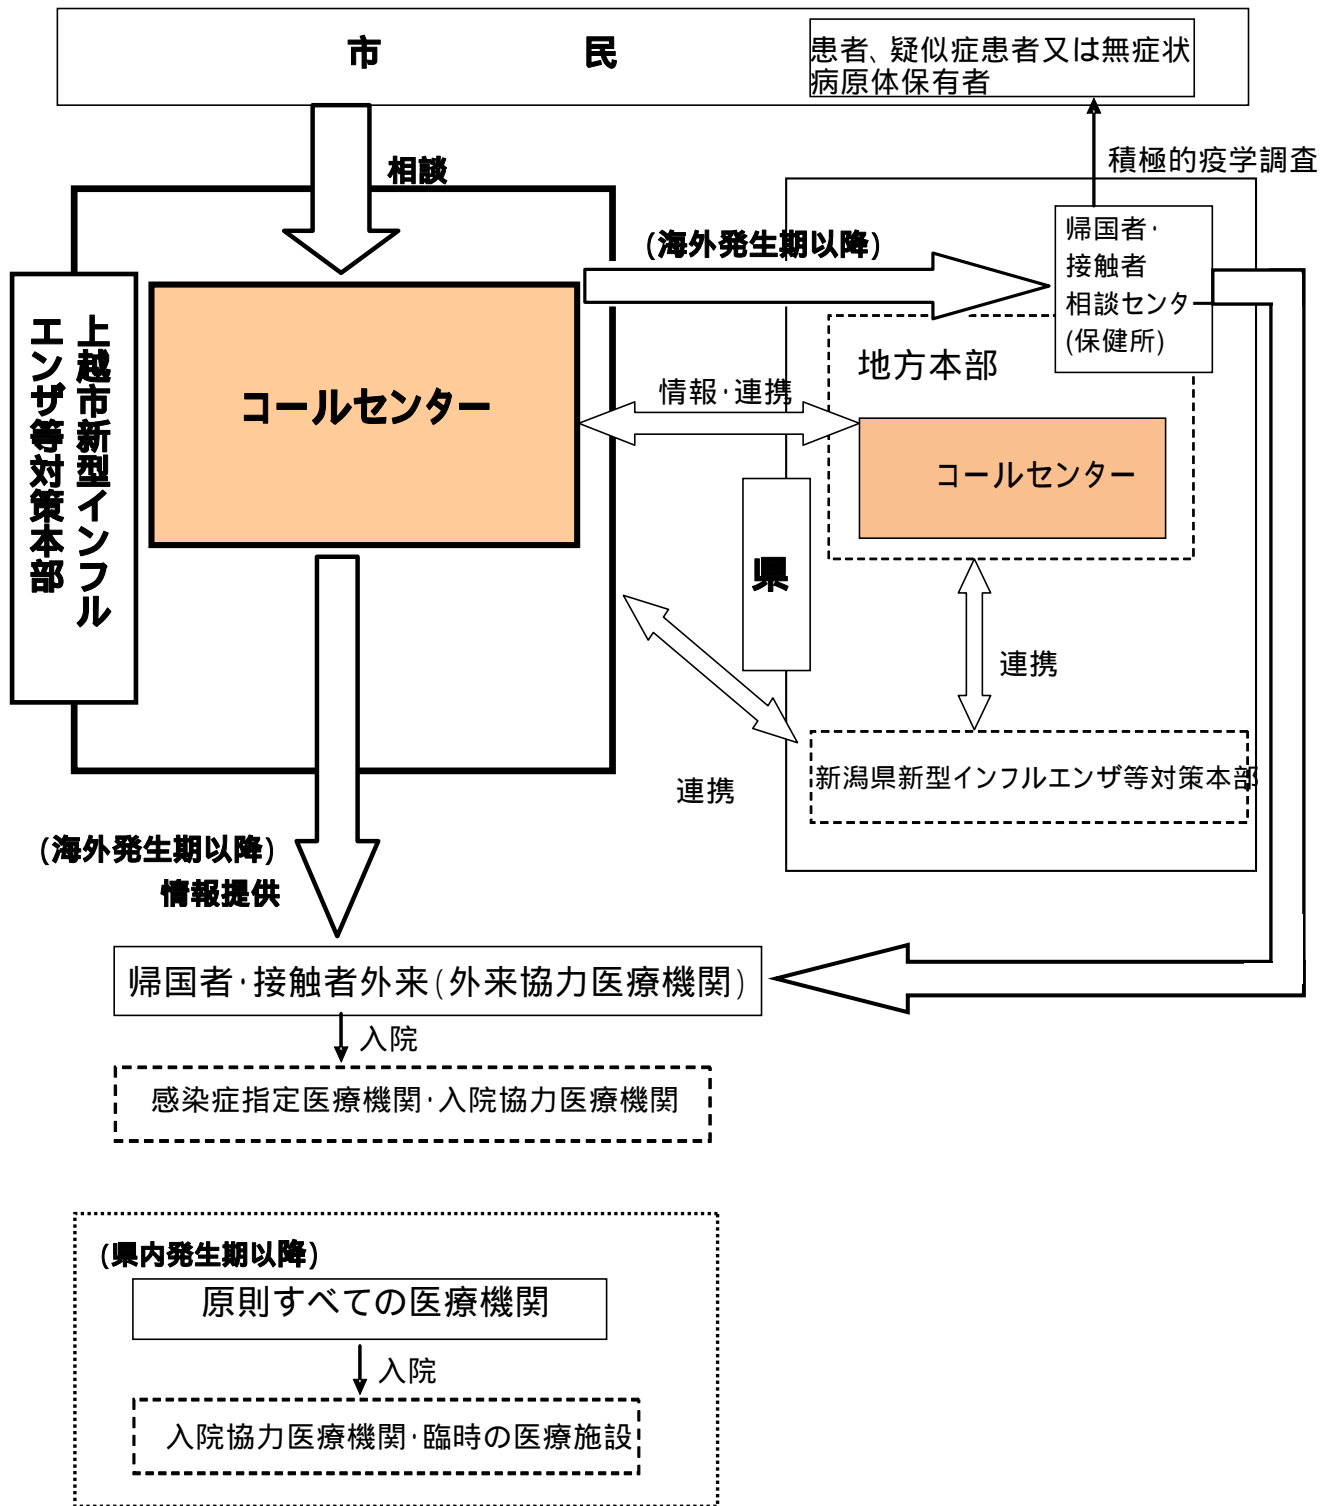 市　民
患者、疑似症患者又は無症状
病原体保有者
相談
積極的疫学調査
(海外発生期以降)
帰国者・
接触者
相談センター
(保健所)
上越市新型インフル
エンザ等対策本部
コールセンター
情報・連携
地方本部
コールセンター
県
連携
連携
新潟県新型インフルエンザ等対策本部
(海外発生期以降)
情報提供
帰国者・接触者外来(外来協力医療機関)
入院
感染症指定医療機関・入院協力医療機関
(県内発生期以降)
原則すべての医療機関
入院
入院協力医療機関・臨時の医療施設